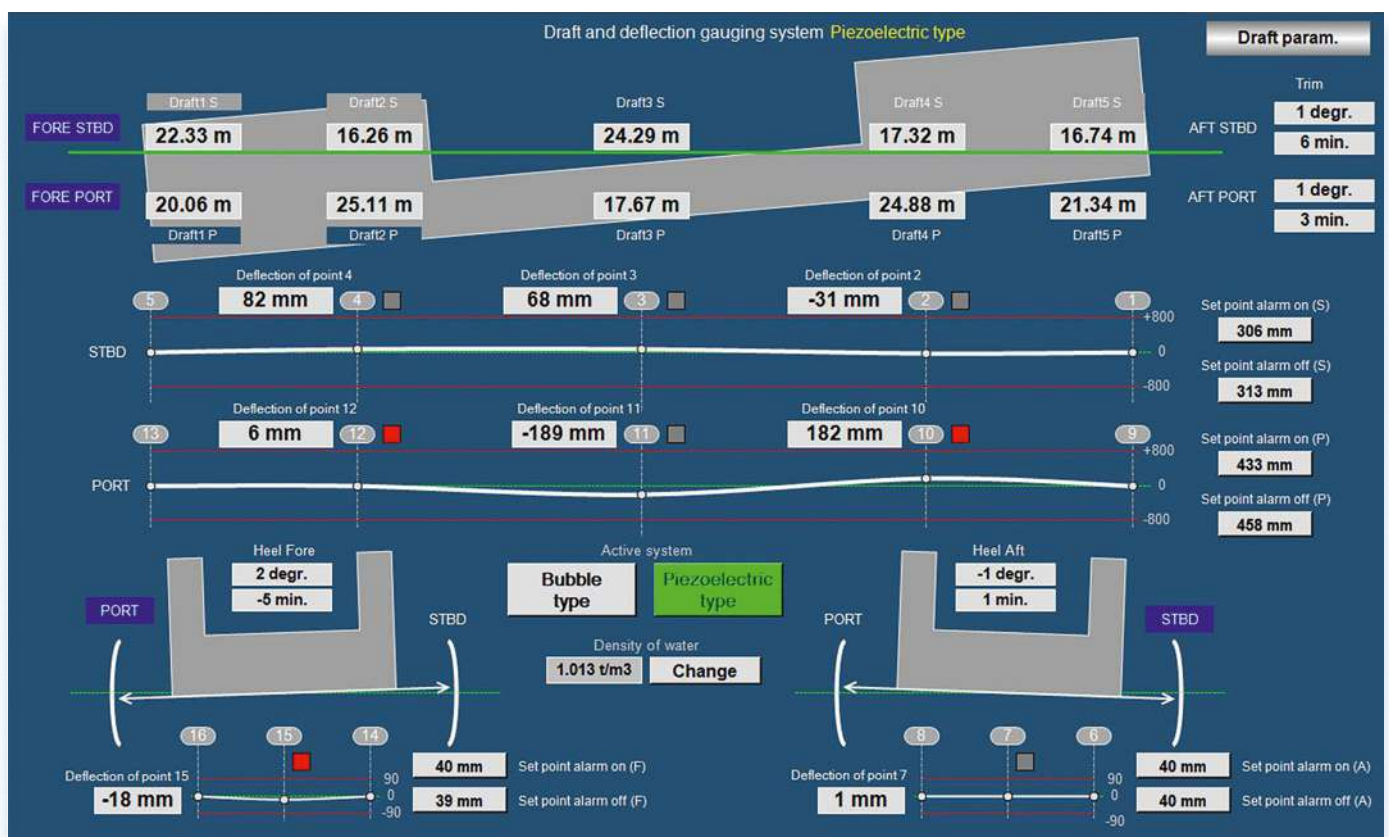 Draft and deflection gauging system Piezoelectric type
Draft param.
Trim
Draft1 S Draft2 S Draft3 S Draft4 S Draft5 S
FORE STBD 22.33 m 16.26 m 24.29 m 17.32 m 16.74 m AFT STBD 1 degr.
6 min.
FORE PORT 20.06 m 25.11 m 17.67 m 24.88 m 21.34 m AFT PORT 1 degr.
3 min.
Draft1 P Draft2 P Draft3 P Draft4 P Draft5 P
Deflection of point 4 Deflection of point 3 Deflection of point 2
5 82 mm 4 68 mm 3 -31 mm 2 1
Set point alarm on (S)
306 mm
+800
STBD 0
-800
Set point alarm off (S)
313 mm
Deflection of point 12 Deflection of point 11 Deflection of point 10
13 6 mm 12 -189 mm 11 182 mm 10 9
Set point alarm on (P)
433 mm
+800
PORT 0
-800
Set point alarm off (P)
458 mm
Heel Fore
2 degr.
-5 min.
PORT STBD
Active system
Bubble type
Piezoelectric type
Density of water
1.013 t/m3 Change
Heel Aft
-1 degr.
1 min.
PORT STBD
16 15 14
Deflection of point 15
-18 mm
90
0
-90
40 mm Set point alarm on (F)
39 mm Set point alarm off (F)
8 7 6
Deflection of point 7
1 mm
90
0
-90
40 mm Set point alarm on (A)
40 mm Set point alarm off (A)